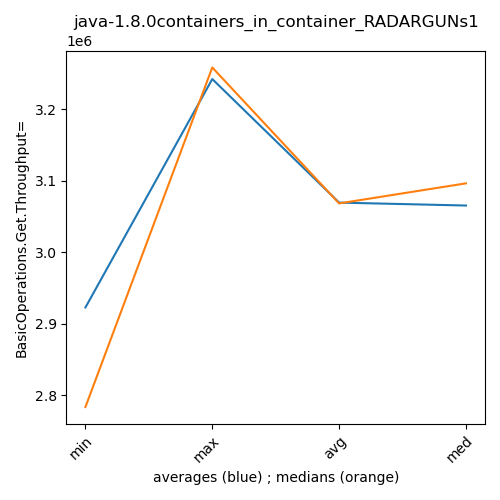 java-1.8.0containers_in_container_RADARGUNs1
1e6
3.2
3.1
3.0
2.9
2.8
BasicOperations.Get.Throughput=
min
max
avg
med
averages (blue) ; medians (orange)